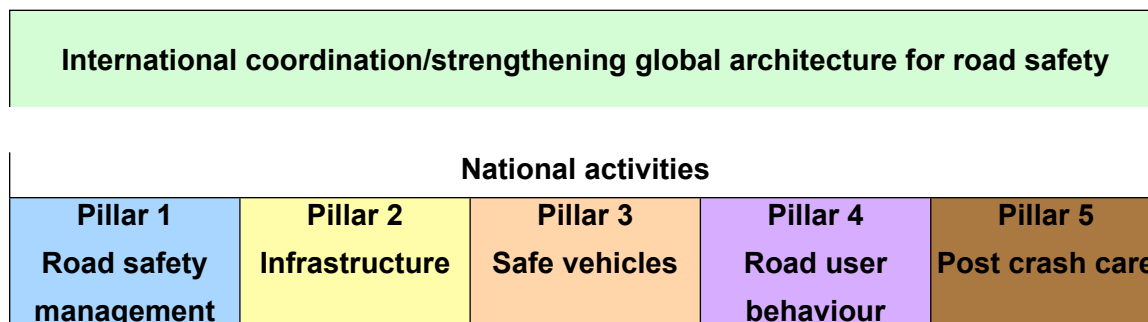 International coordination/strengthening global architecture for road safety
National activities
Pillar 1
Road safety
management
Pillar 2
Infrastructure
Pillar 3
Safe vehicles
Pillar 4
Road user
behaviour
Pillar 5
Post crash care